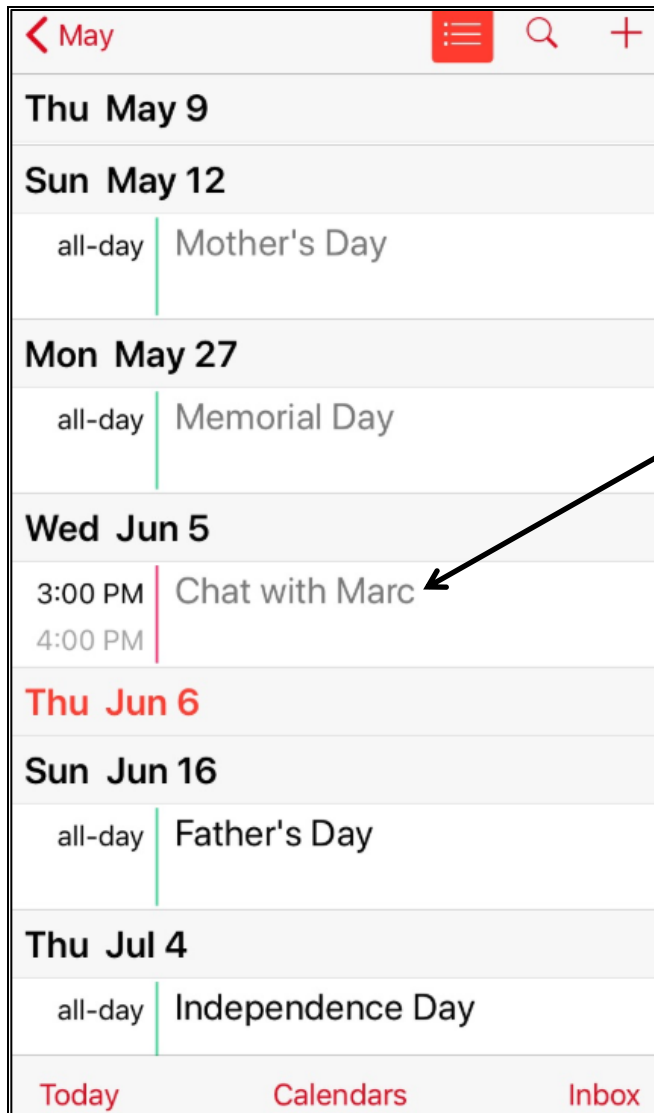 May
Thu May 9
Sun May 12
all-day Mother's Day
Mon May 27
all-day Memorial Day
Wed Jun 5
3:00 PM Chat with Marc
4:00 PM
Thu Jun 6
Sun Jun 16
all-day Father's Day
Thu Jul 4
all-day Independence Day
Today Calendars Inbox